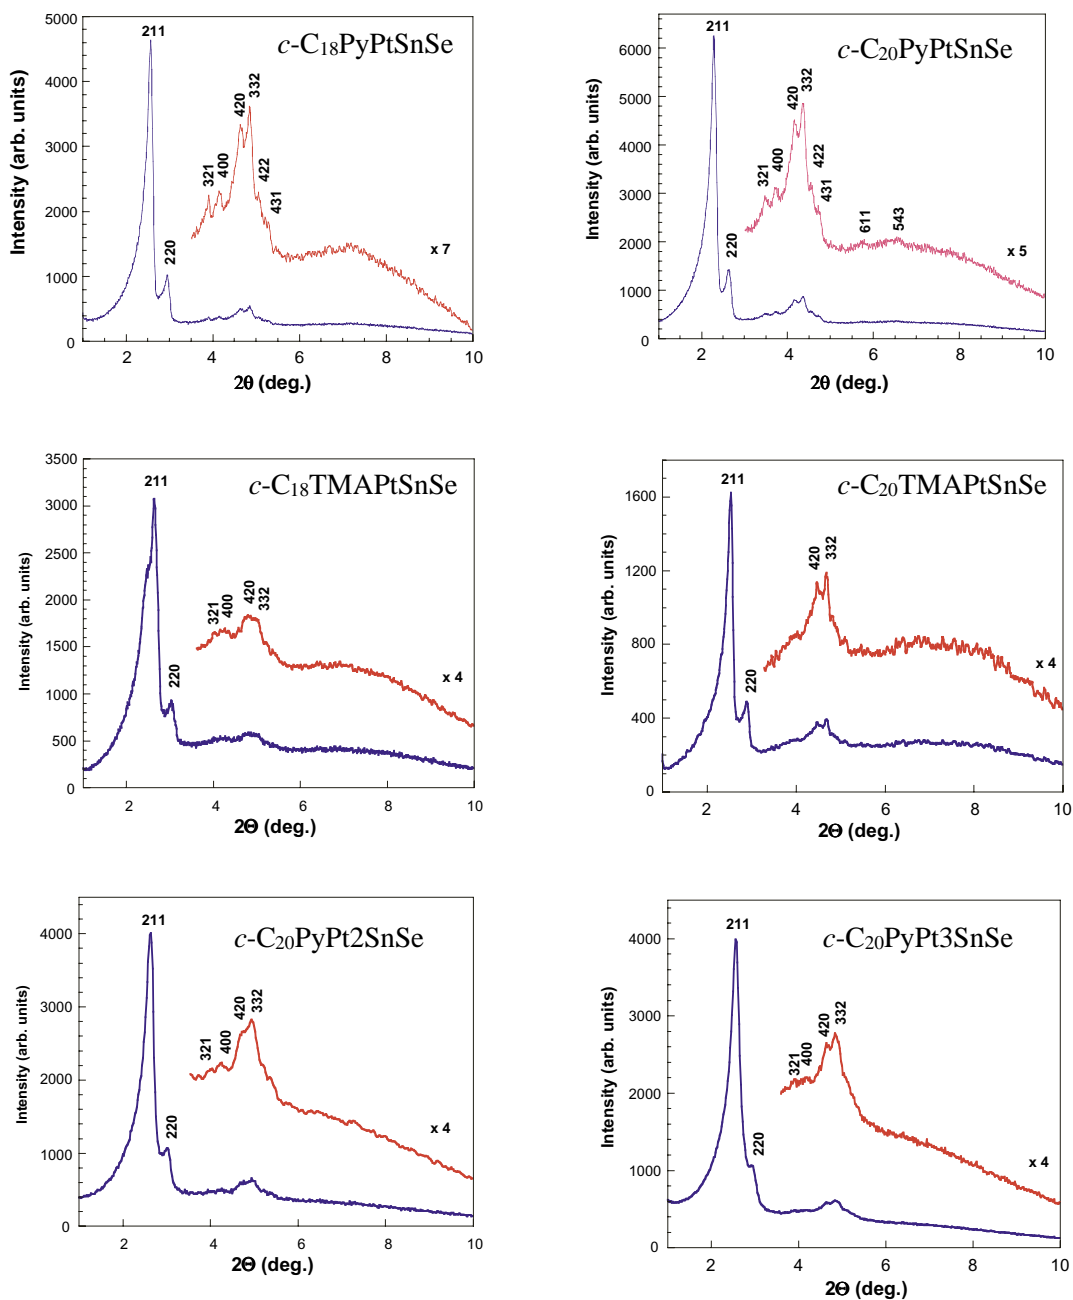 c-C₁₈PyPtSnSe
Intensity (arb. units)
5000
4000
3000
2000
1000
0
211
220
321
400
420
332
422
431
x 7
2 4 6 8 10
2θ (deg.)
c-C₂₀PyPtSnSe
Intensity (arb. units)
6000
5000
4000
3000
2000
1000
0
211
220
321
400
420
332
422
431
611
543
x 5
2 4 6 8 10
2θ (deg.)
c-C₁₈TMAPtSnSe
Intensity (arb. units)
3500
3000
2500
2000
1500
1000
500
0
211
220
321
400
420
332
x 4
2 4 6 8 10
2Θ (deg.)
c-C₂₀TMAPtSnSe
Intensity (arb. units)
1600
1200
800
400
0
211
220
420
332
x 4
2 4 6 8 10
2Θ (deg.)
c-C₂₀PyPt2SnSe
Intensity (arb. units)
4000
3000
2000
1000
0
211
220
321
400
420
332
x 4
2 4 6 8 10
2Θ (deg.)
c-C₂₀PyPt3SnSe
Intensity (arb. units)
4000
3000
2000
1000
0
211
220
321
400
420
332
x 4
2 4 6 8 10
2Θ (deg.)